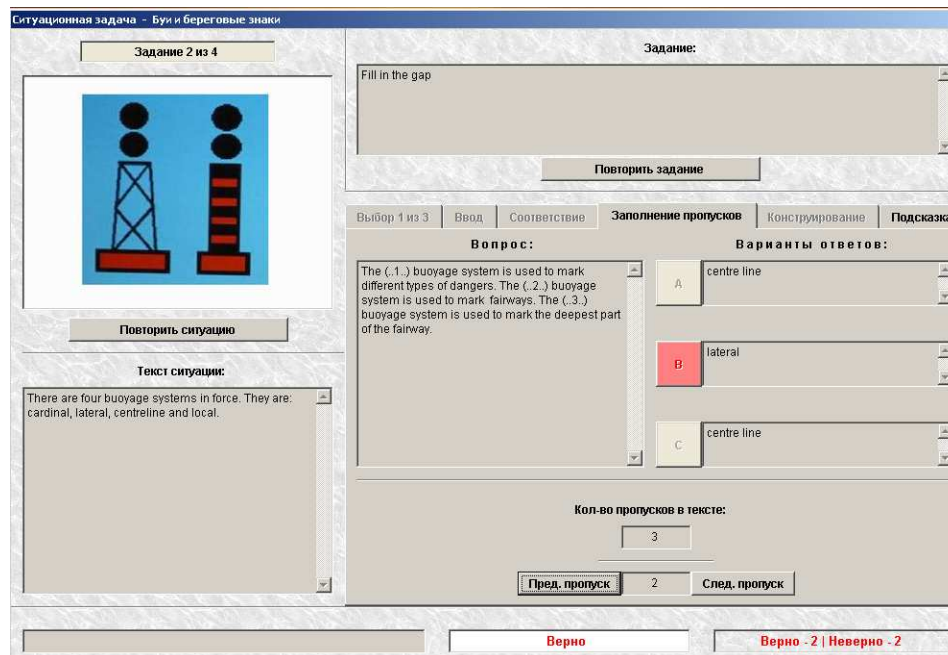 Ситуационная задача - Буи и береговые знаки
Задание 2 из 4
Повторить ситуацию
Текст ситуации:
There are four buoyage systems in force. They are:
cardinal, lateral, centreline and local.
Задание:
Fill in the gap
Повторить задание
Выбор 1 из 3 Ввод Соответствие Заполнение пропусков Конструирование Подсказка
Вопрос:
The (..1..) buoyage system is used to mark
different types of dangers. The (..2..) buoyage
system is used to mark fairways. The (..3..)
buoyage system is used to mark the deepest part
of the fairway.
Варианты ответов:
A centre line
B lateral
C centre line
Кол-во пропусков в тексте:
3
Пред. пропуск 2 След. пропуск
Верно Верно - 2 | Неверно - 2